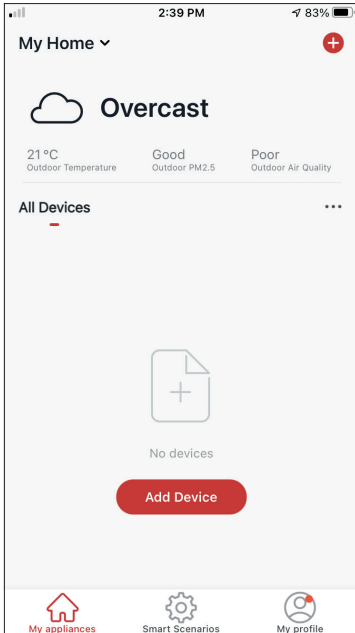 2:39 PM
83%
My Home
Overcast
21 °C Good Poor
Outdoor Temperature Outdoor PM2.5 Outdoor Air Quality
All Devices
No devices
Add Device
My appliances Smart Scenarios My profile